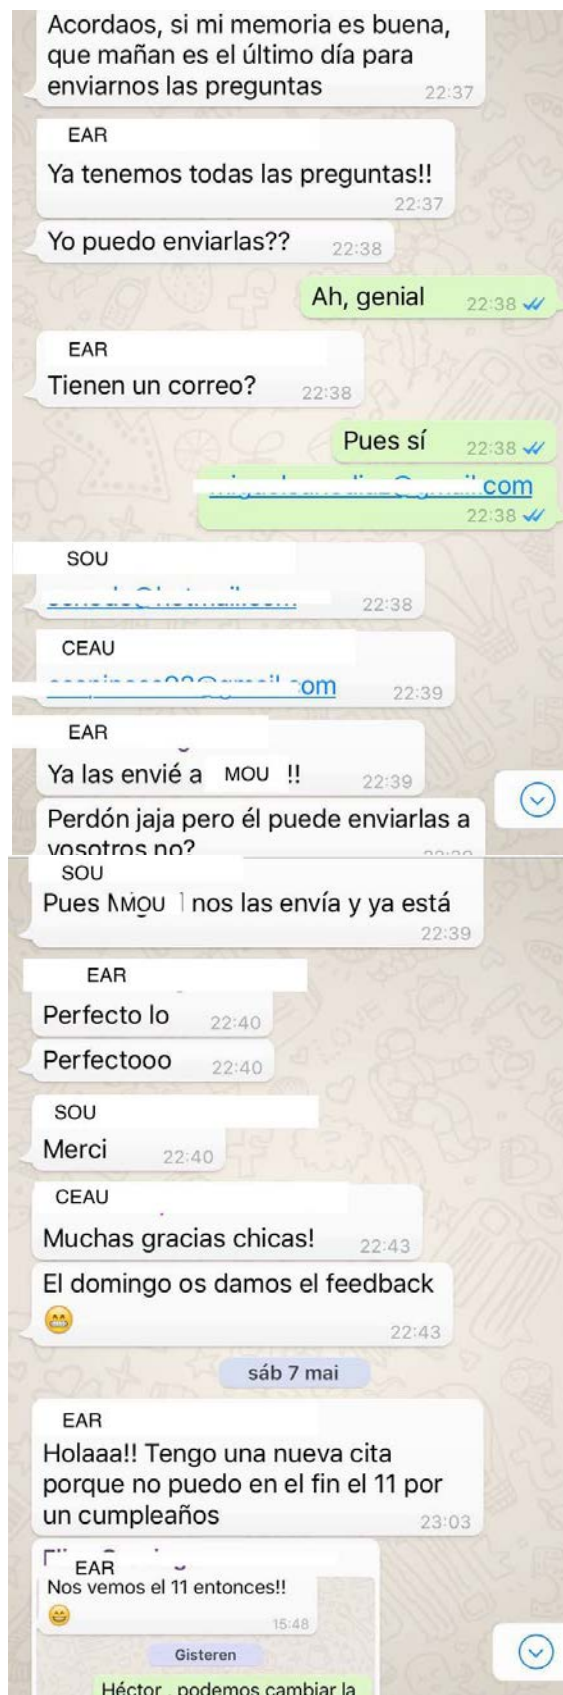 Acordaos, si mi memoria es buena,
que mañan es el último día para
enviarnos las preguntas 22:37
EAR
Ya tenemos todas las preguntas!!
22:37
Yo puedo enviarlas?? 22:38
Ah, genial 22:38
EAR
Tienen un correo? 22:38
Pues sí 22:38
.com
22:38
SOU
22:38
CEAU
om 22:39
EAR
Ya las envié a MOU !! 22:39
Perdón jaja pero él puede enviarlas a
vosotros no?
SOU
Pues MOU nos las envía y ya está
22:39
EAR
Perfecto lo 22:40
Perfectooo 22:40
SOU
Merci 22:40
CEAU
Muchas gracias chicas! 22:43
El domingo os damos el feedback
😁 22:43
sáb 7 mai
EAR
Holaaa!! Tengo una nueva cita
porque no puedo en el fin el 11 por
un cumpleaños 23:03
EAR
Nos vemos el 11 entonces!!
😄 15:48
Gisteren
Héctor, podemos cambiar la